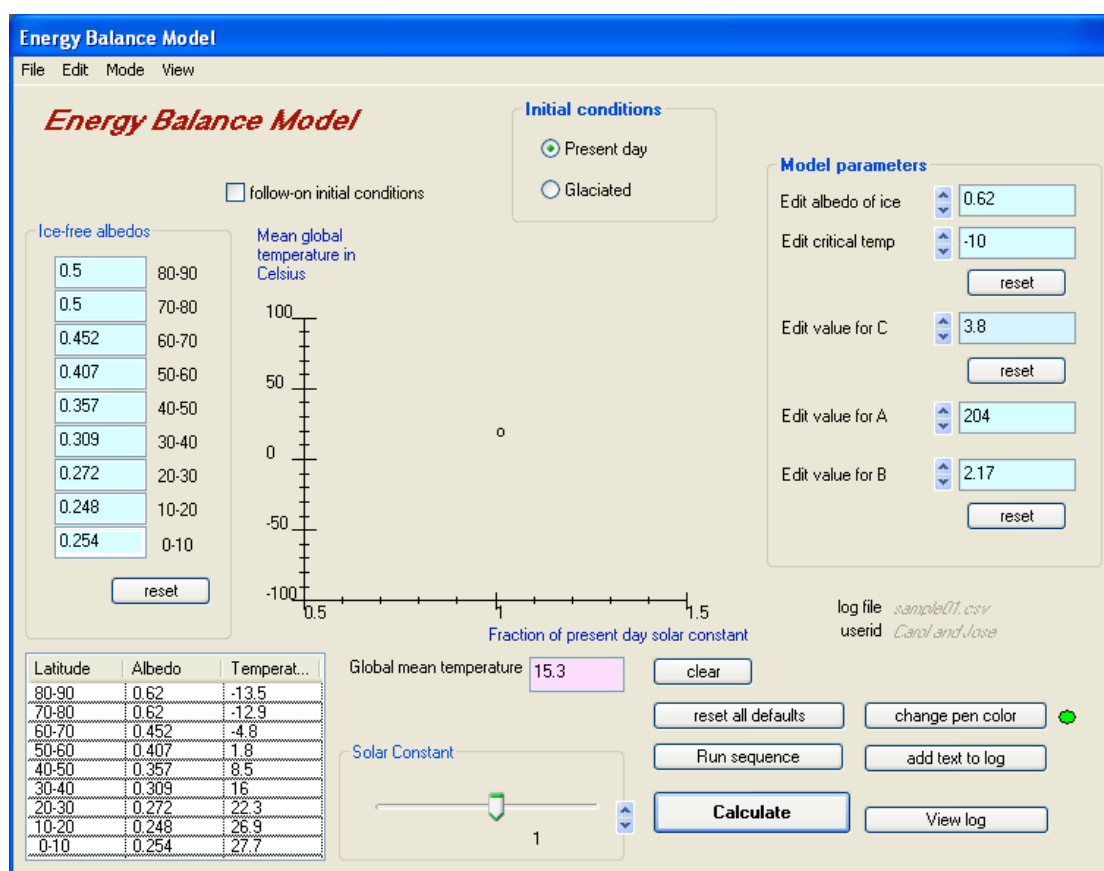 Energy Balance Model
File Edit Mode View
Energy Balance Model
Initial conditions
Present day
Glaciated
follow-on initial conditions
Model parameters
Edit albedo of ice 0.62
Edit critical temp -10
reset
Edit value for C 3.8
reset
Edit value for A 204
Edit value for B 2.17
reset
Ice-free albedos
0.5 80-90
0.5 70-80
0.452 60-70
0.407 50-60
0.357 40-50
0.309 30-40
0.272 20-30
0.248 10-20
0.254 0-10
reset
Mean global
temperature in
Celsius
100
50
0
-50
-100
0.5 1 1.5
Fraction of present day solar constant
log file sample01.csv
userid Carol and Jose
Latitude Albedo Temperat...
80-90 0.62 -13.5
70-80 0.62 -12.9
60-70 0.452 -4.8
50-60 0.407 1.8
40-50 0.357 8.5
30-40 0.309 16
20-30 0.272 22.3
10-20 0.248 26.9
0-10 0.254 27.7
Global mean temperature 15.3
Solar Constant
1
clear
reset all defaults change pen color
Run sequence add text to log
Calculate View log